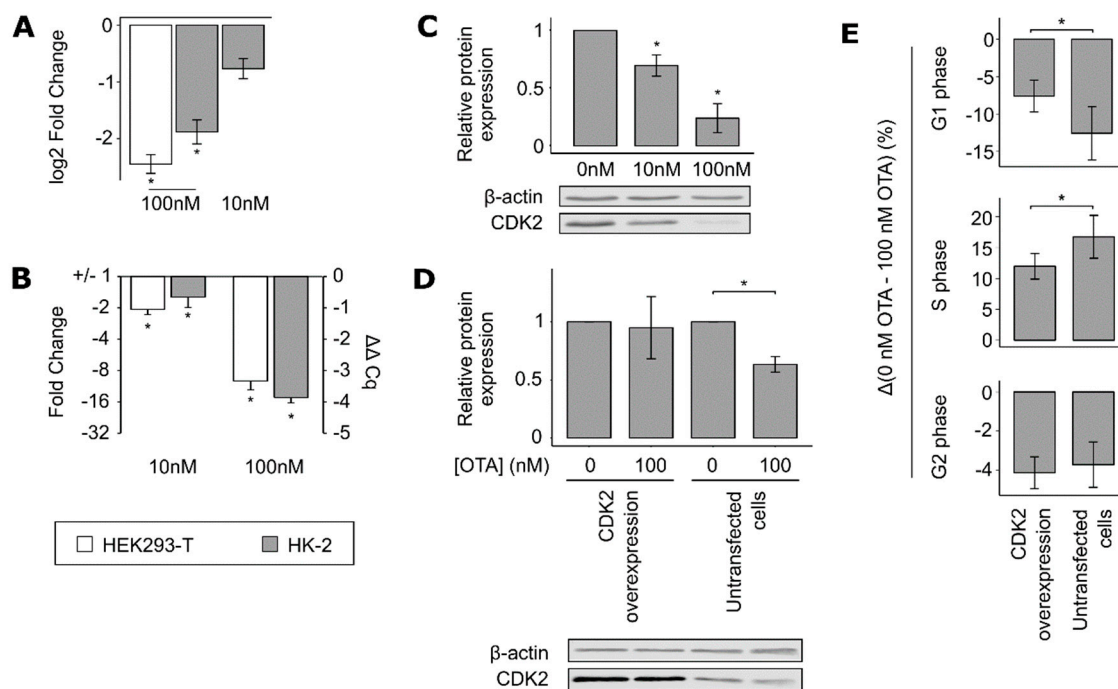 A
log2 Fold Change
0
-1
-2
*
*
100nM
10nM
B
Fold Change
+/- 1
-2
-4
-8
-16
-32
0
-1
-2
-3
-4
-5
ΔΔ Cq
*
*
*
*
10nM
100nM
HEK293-T
HK-2
C
Relative protein
expression
1
0.5
0
*
*
0nM
10nM
100nM
β-actin
CDK2
D
Relative protein
expression
1
0.5
0
*
[OTA] (nM)
0
100
0
100
CDK2
overexpression
Untransfected
cells
β-actin
CDK2
E
Δ(0 nM OTA - 100 nM OTA) (%)
G1 phase
0
-5
-10
-15
*
S phase
20
15
10
5
0
*
G2 phase
0
-2
-4
CDK2
overexpression
Untransfected
cells